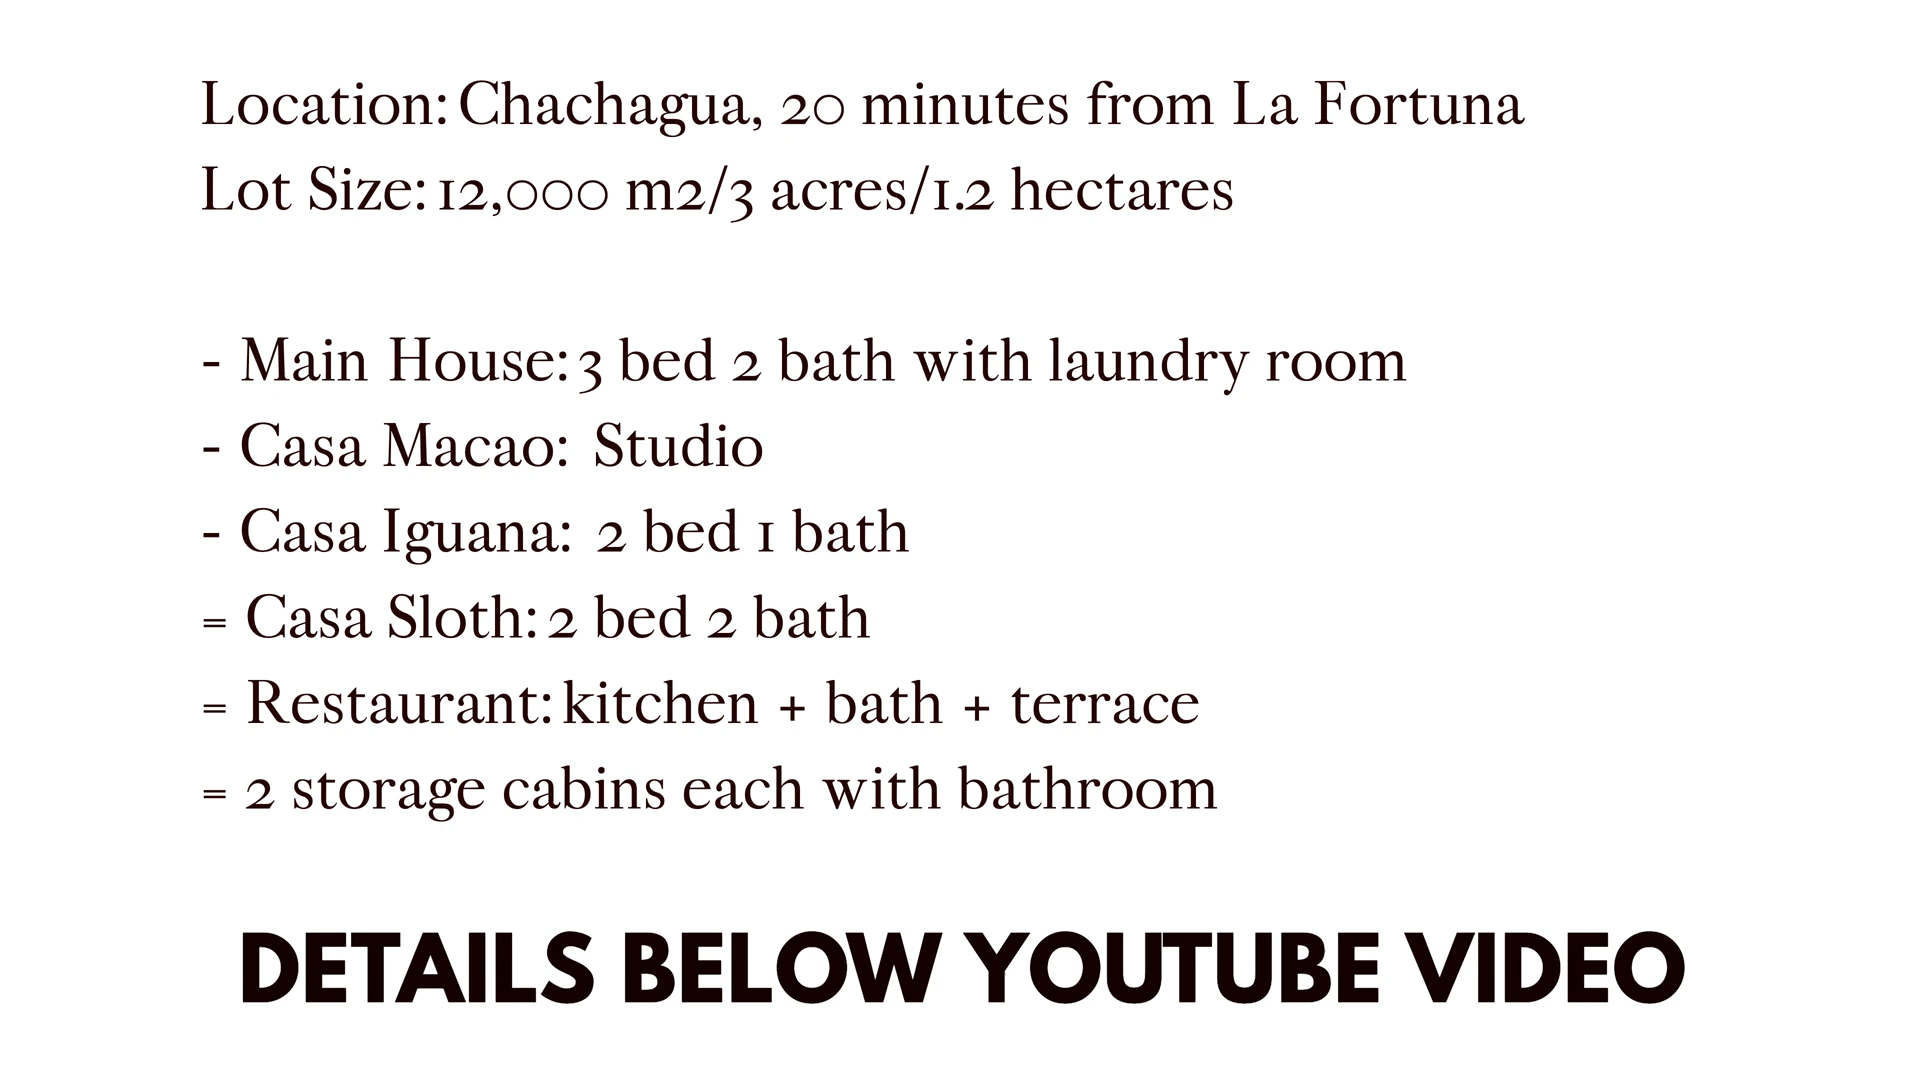 Location: Chachagua, 20 minutes from La Fortuna
Lot Size: 12,000 m2/3 acres/1.2 hectares
- Main House: 3 bed 2 bath with laundry room
- Casa Macao: Studio
- Casa Iguana: 2 bed 1 bath
= Casa Sloth: 2 bed 2 bath
= Restaurant: kitchen + bath + terrace
= 2 storage cabins each with bathroom
DETAILS BELOW YOUTUBE VIDEO